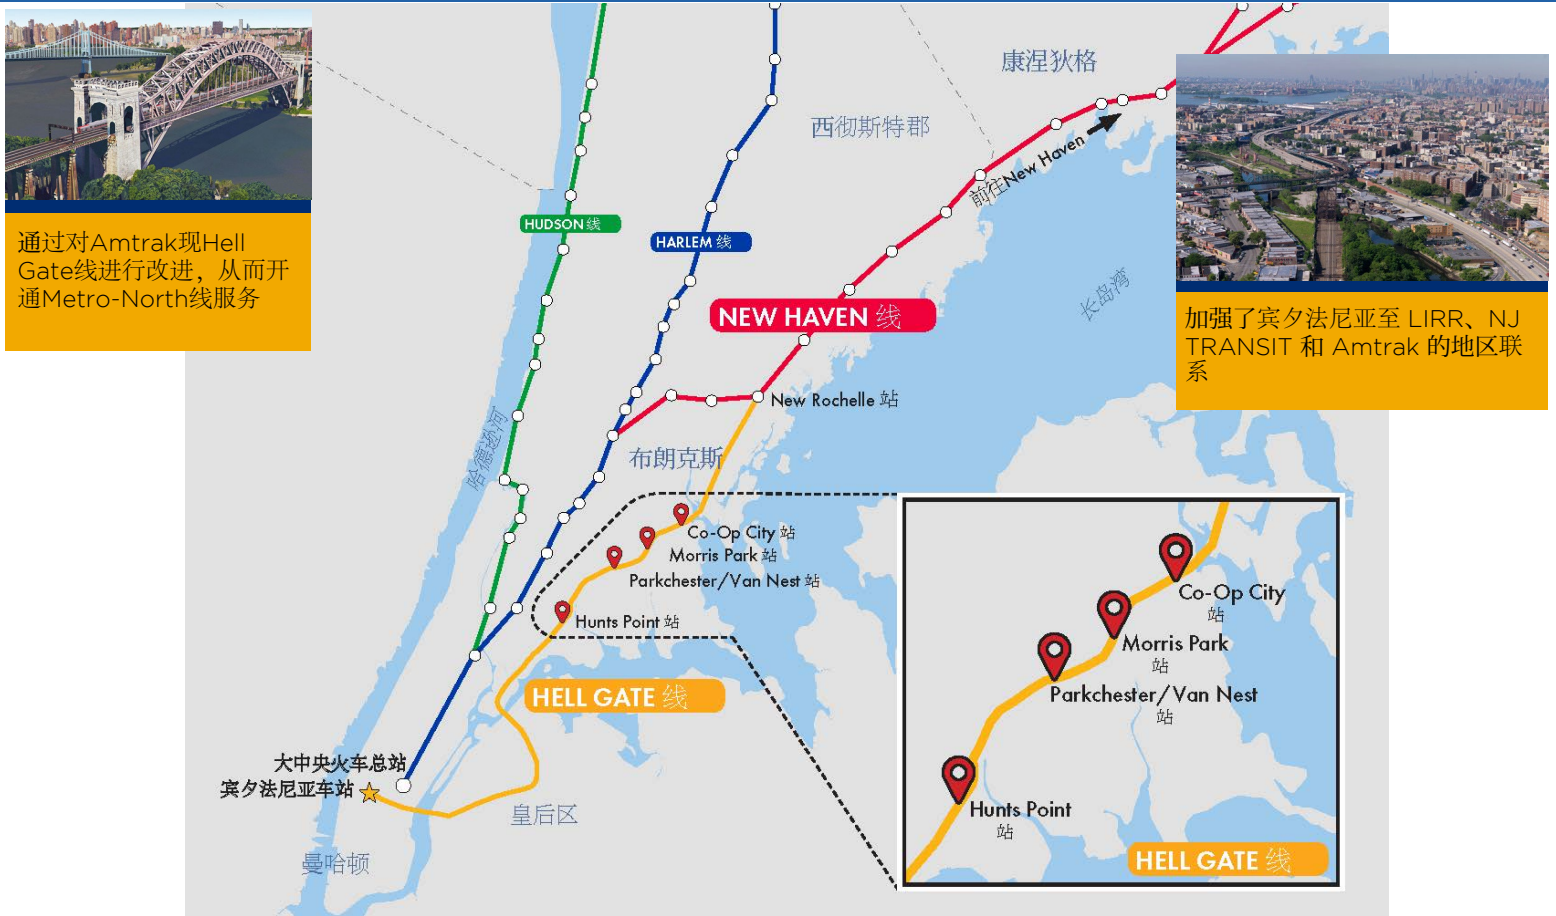 通过对Amtrak现Hell
Gate线进行改进，从而开
通Metro-North线服务
康涅狄格
西彻斯特郡
前往New Haven
HUDSON 线
HARLEM 线
NEW HAVEN 线
长岛湾
加强了宾夕法尼亚至 LIRR、NJ
TRANSIT 和 Amtrak 的地区联
系
New Rochelle 站
哈德逊河
布朗克斯
Co-Op City 站
Morris Park 站
Parkchester/Van Nest 站
Hunts Point 站
HELL GATE 线
大中央火车总站
宾夕法尼亚车站
皇后区
曼哈顿
Co-Op City
站
Morris Park
站
Parkchester/Van Nest
站
Hunts Point
站
HELL GATE 线